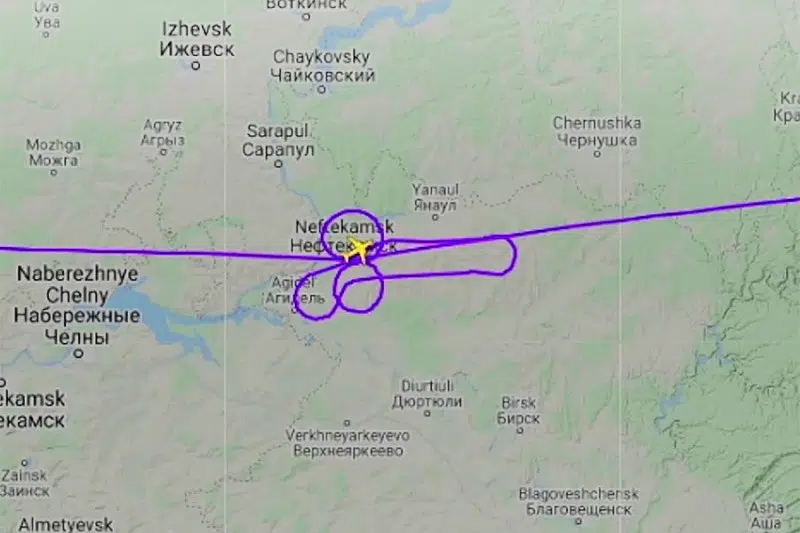 Uva
Ува
Воткинск
Izhevsk
Ижевск
Chaykovsky
Чайковский
Kra
Кра
Mozhga
Можга
Agryz
Агрыз
Sarapul
Сарапул
Chernushka
Чернушка
Yanaul
Янаул
Neftekamsk
Нефтекамск
Naberezhnye
Chelny
Набережные
Челны
Agidel
Агидель
ekamsk
екамск
Diurtiuli
Дюртюли
Birsk
Бирск
Verkhneyarkeyevo
Верхнеяркеево
Zainsk
Заинск
Blagoveshchensk
Благовещенск
Asha
Аша
Almetyevsk